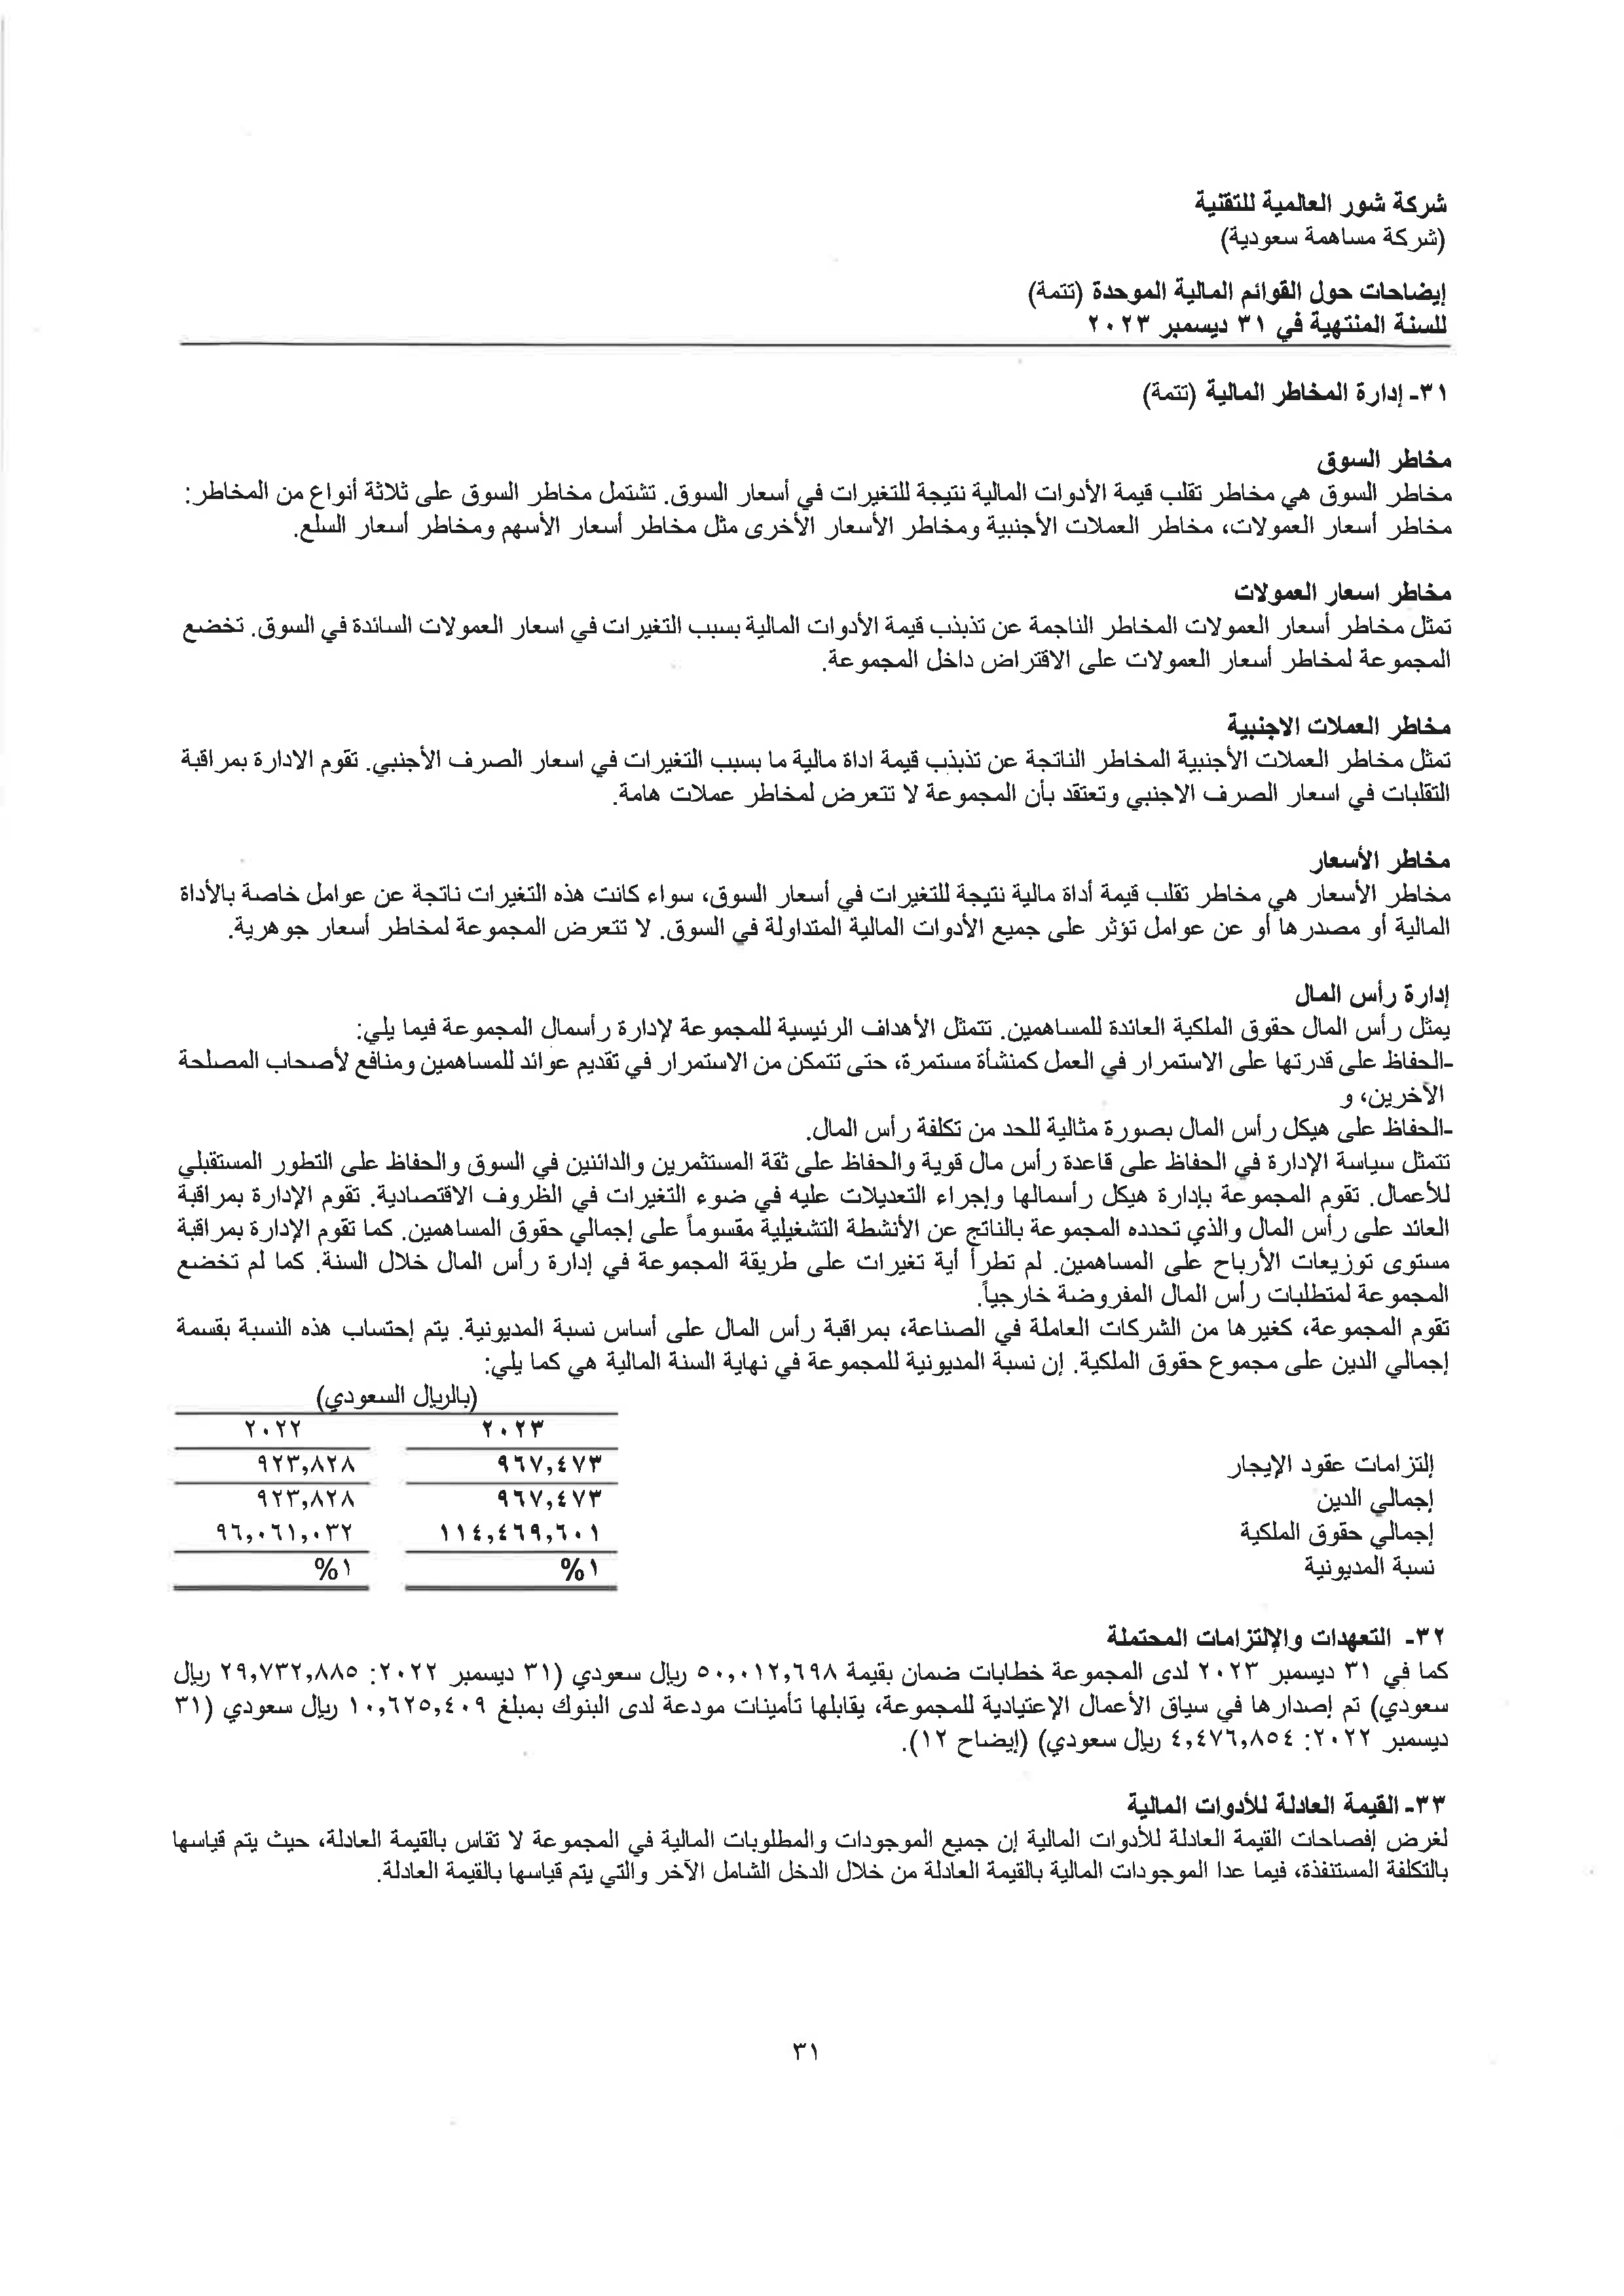 شركة شور العالمية للتقنية
(شركة مساهمة سعودية)
إيضاحات حول القوائم المالية الموحدة (تتمة)
للسنة المنتهية في ٣١ ديسمبر ٢٠٢٣
٣١- إدارة المخاطر المالية (تتمة)
مخاطر السوق
مخاطر السوق هي مخاطر تقلب قيمة الأدوات المالية نتيجة للتغيرات في أسعار السوق. تشتمل مخاطر السوق على ثلاثة أنواع من المخاطر:
مخاطر أسعار العمولات، مخاطر العملات الأجنبية ومخاطر الأسعار الأخرى مثل مخاطر أسعار الأسهم ومخاطر أسعار السلع.
مخاطر اسعار العمولات
تمثل مخاطر أسعار العمولات المخاطر الناجمة عن تذبذب قيمة الأدوات المالية بسبب التغيرات في اسعار العمولات السائدة في السوق. تخضع
المجموعة لمخاطر أسعار العمولات على الاقتراض داخل المجموعة.
مخاطر العملات الاجنبية
تمثل مخاطر العملات الأجنبية المخاطر الناتجة عن تذبذب قيمة اداة مالية ما بسبب التغيرات في اسعار الصرف الأجنبي. تقوم الادارة بمراقبة
التقلبات في اسعار الصرف الاجنبي وتعتقد بأن المجموعة لا تتعرض لمخاطر عملات هامة.
مخاطر الأسعار
مخاطر الأسعار هي مخاطر تقلب قيمة أداة مالية نتيجة للتغيرات في أسعار السوق، سواء كانت هذه التغيرات ناتجة عن عوامل خاصة بالأداة
المالية أو مصدرها أو عن عوامل تؤثر على جميع الأدوات المالية المتداولة في السوق. لا تتعرض المجموعة لمخاطر أسعار جوهرية.
إدارة رأس المال
يمثل رأس المال حقوق الملكية العائدة للمساهمين. تتمثل الأهداف الرئيسية للمجموعة لإدارة رأسمال المجموعة فيما يلي:
-الحفاظ على قدرتها على الاستمرار في العمل كمنشأة مستمرة، حتى تتمكن من الاستمرار في تقديم عوائد للمساهمين ومنافع لأصحاب المصلحة
الآخرين، و
-الحفاظ على هيكل رأس المال بصورة مثالية للحد من تكلفة رأس المال.
تتمثل سياسة الإدارة في الحفاظ على قاعدة رأس مال قوية والحفاظ على ثقة المستثمرين والدائنين في السوق والحفاظ على التطور المستقبلي
للأعمال. تقوم المجموعة بإدارة هيكل رأسمالها وإجراء التعديلات عليه في ضوء التغيرات في الظروف الاقتصادية. تقوم الإدارة بمراقبة
العائد على رأس المال والذي تحدده المجموعة بالناتج عن الأنشطة التشغيلية مقسوماً على إجمالي حقوق المساهمين. كما تقوم الإدارة بمراقبة
مستوى توزيعات الأرباح على المساهمين. لم تطرأ أية تغيرات على طريقة المجموعة في إدارة رأس المال خلال السنة. كما لم تخضع
المجموعة لمتطلبات رأس المال المفروضة خارجياً.
تقوم المجموعة، كغيرها من الشركات العاملة في الصناعة، بمراقبة رأس المال على أساس نسبة المديونية. يتم إحتساب هذه النسبة بقسمة
إجمالي الدين على مجموع حقوق الملكية. إن نسبة المديونية للمجموعة في نهاية السنة المالية هي كما يلي:
(بالريال السعودي)
٢٠٢٣ ٢٠٢٢
إلتزامات عقود الإيجار ٩٦٧,٤٧٣ ٩٢٣,٨٢٨
إجمالي الدين ٩٦٧,٤٧٣ ٩٢٣,٨٢٨
إجمالي حقوق الملكية ١١٤,٤٦٩,٦٠١ ٩٦,٠٦١,٠٣٢
نسبة المديونية ١% ١%
٣٢- التعهدات والإلتزامات المحتملة
كما في ٣١ ديسمبر ٢٠٢٣ لدى المجموعة خطابات ضمان بقيمة ٥٠,٠١٢,٦٩٨ ريال سعودي (٣١ ديسمبر ٢٠٢٢: ٢٩,٧٣٢,٨٨٥ ريال
سعودي) تم إصدارها في سياق الأعمال الإعتيادية للمجموعة، يقابلها تأمينات مودعة لدى البنوك بمبلغ ١٠,٦٢٥,٤٠٩ ريال سعودي (٣١
ديسمبر ٢٠٢٢: ٤,٤٧٦,٨٥٤ ريال سعودي) (إيضاح ١٢).
٣٣- القيمة العادلة للأدوات المالية
لغرض إفصاحات القيمة العادلة للأدوات المالية إن جميع الموجودات والمطلوبات المالية في المجموعة لا تقاس بالقيمة العادلة، حيث يتم قياسها
بالتكلفة المستنفذة، فيما عدا الموجودات المالية بالقيمة العادلة من خلال الدخل الشامل الآخر والتي يتم قياسها بالقيمة العادلة.
٣١